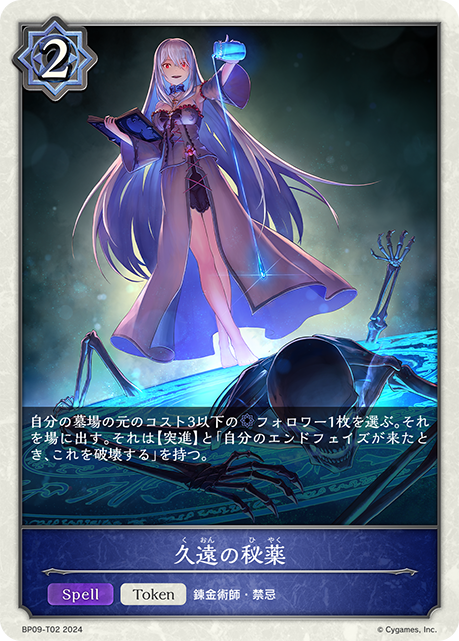 2
自分の墓場の元のコスト3以下のフォロワー1枚を選ぶ。それ
を場に出す。それは【突進】と「自分のエンドフェイズが来たと
き、これを破壊する」を持つ。
くおん ひやく
久遠の秘薬
Spell Token 錬金術師・禁忌
BP09-T02 2024 © Cygames, Inc.